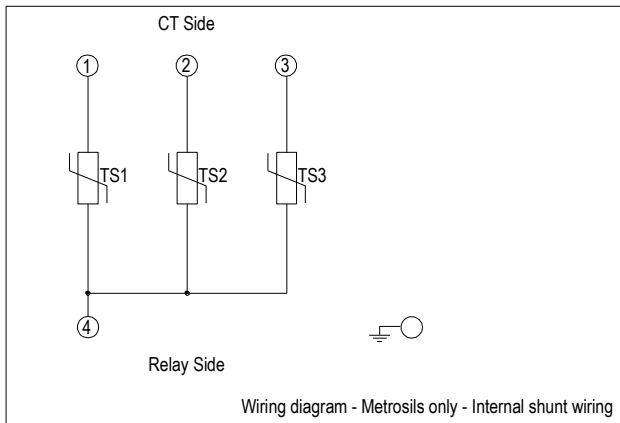 CT Side
1 2 3
TS1 TS2 TS3
4
Relay Side
Wiring diagram - Metrosils only - Internal shunt wiring